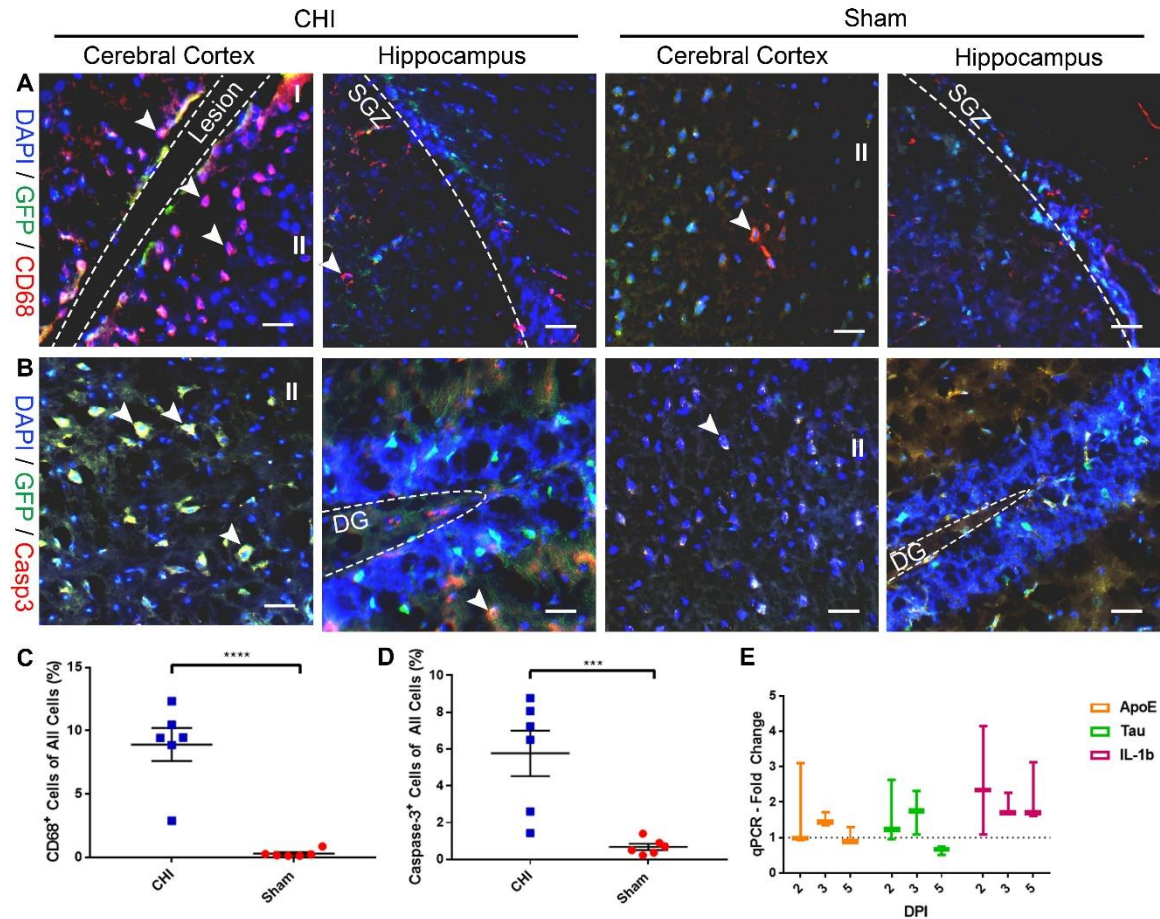 CHI
Sham
Cerebral Cortex
Hippocampus
Cerebral Cortex
Hippocampus
A
DAPI / GFP / CD68
Lesion
I
II
SGZ
II
SGZ
B
DAPI / GFP / Casp3
II
DG
II
DG
C
CD68+ Cells of All Cells (%)
15
10
5
0
****
CHI
Sham
D
Caspase-3+ Cells of All Cells (%)
10
8
6
4
2
0
***
CHI
Sham
E
qPCR - Fold Change
5
4
3
2
1
0
2
3
5
2
3
5
2
3
5
DPI
ApoE
Tau
IL-1b